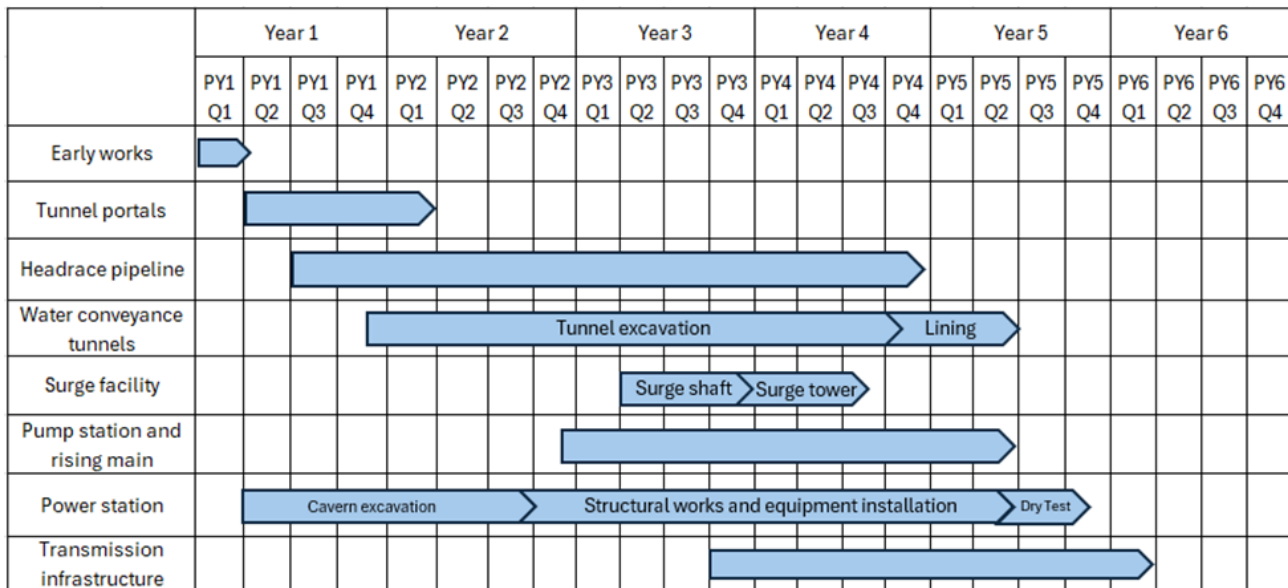 Year 1 Year 2 Year 3 Year 4 Year 5 Year 6
PY1 PY1 PY1 PY1 PY2 PY2 PY2 PY2 PY3 PY3 PY3 PY3 PY4 PY4 PY4 PY4 PY5 PY5 PY5 PY5 PY6 PY6 PY6 PY6
Q1 Q2 Q3 Q4 Q1 Q2 Q3 Q4 Q1 Q2 Q3 Q4 Q1 Q2 Q3 Q4 Q1 Q2 Q3 Q4 Q1 Q2 Q3 Q4
Early works
Tunnel portals
Headrace pipeline
Water conveyance
tunnels
Tunnel excavation Lining
Surge facility
Surge shaft Surge tower
Pump station and
rising main
Power station
Cavern excavation Structural works and equipment installation Dry Test
Transmission
infrastructure